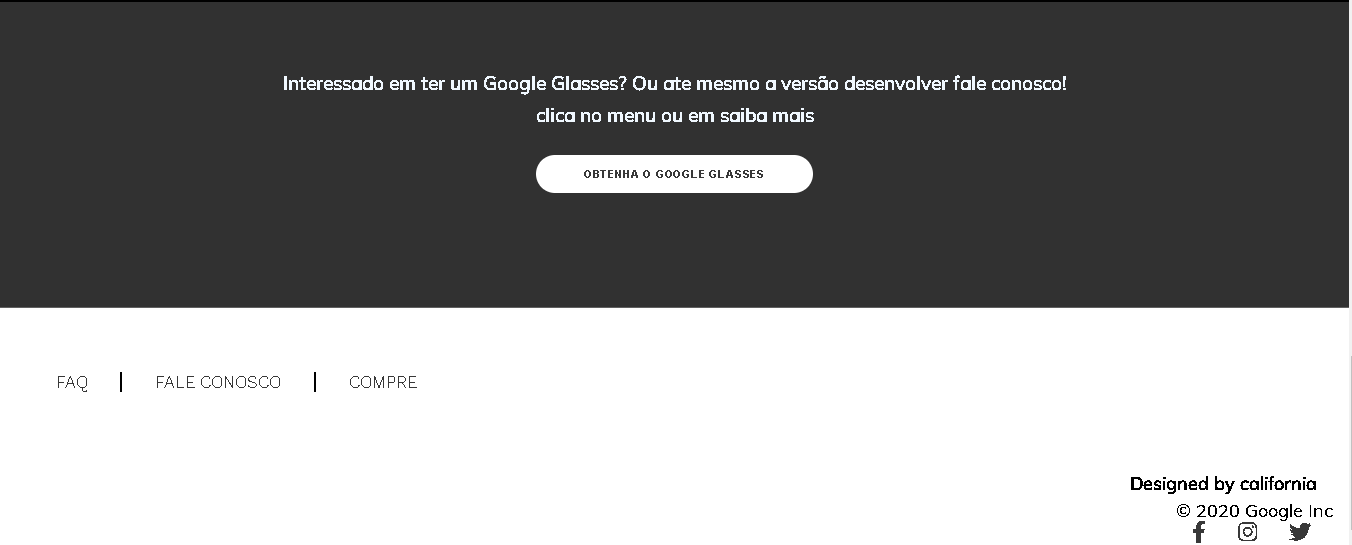 Interessado em ter um Google Glasses? Ou ate mesmo a versão desenvolver fale conosco!
clica no menu ou em saiba mais
OBTENHA O GOOGLE GLASSES
FAQ
FALE CONOSCO
COMPRE
Designed by california
© 2020 Google Inc